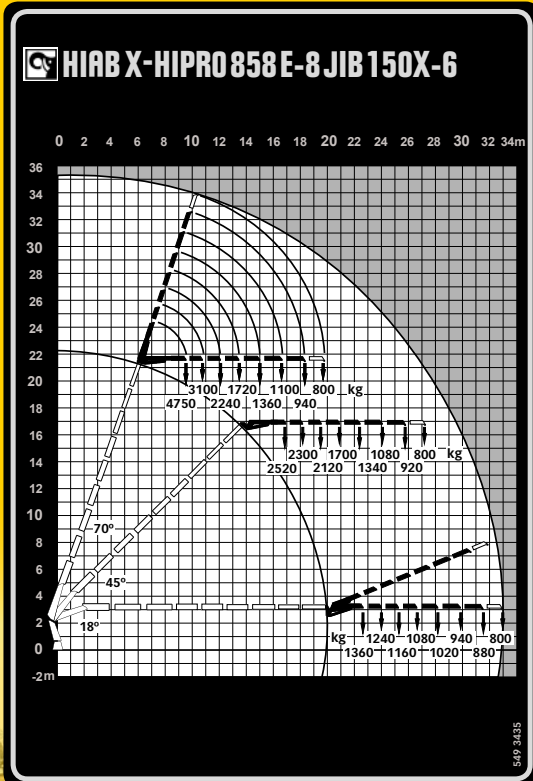 HIAB X-HIPRO 858 E-8 JIB 150X-6
0 2 4 6 8 10 12 14 16 18 20 22 24 26 28 30 32 34m
36
34
32
30
28
26
24
22
20
18
16
14
12
10
8
6
4
2
0
-2m
3100 1720 1100 800 kg
4750 2240 1360 940
2300 1700 1080 800 kg
2520 2120 1340 920
70º
45º
18º
kg 1240 1080 940 800
1360 1160 1020 880
549 3435